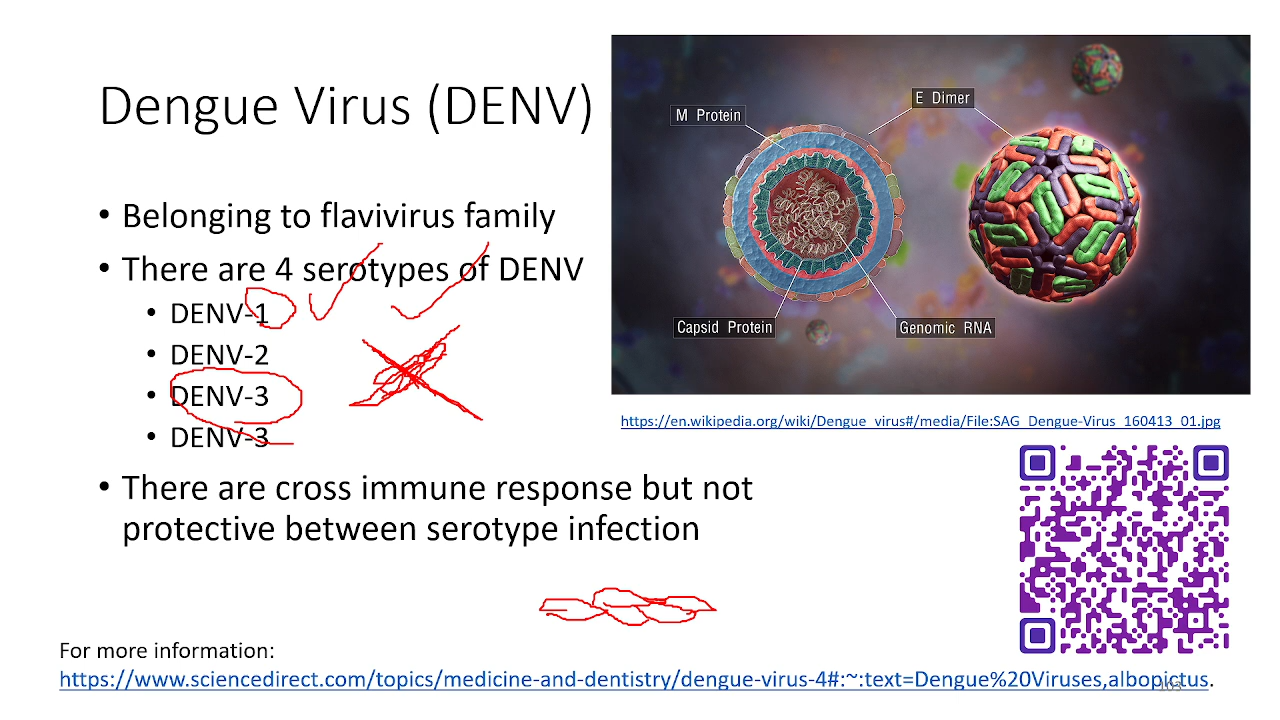 Dengue Virus (DENV)
• Belonging to flavivirus family
• There are 4 serotypes of DENV
• DENV-1
• DENV-2
• DENV-3
• DENV-3
• There are cross immune response but not
protective between serotype infection
M Protein
E Dimer
Capsid Protein
Genomic RNA
https://en.wikipedia.org/wiki/Dengue_virus#/media/File:SAG_Dengue-Virus_160413_01.jpg
For more information:
https://www.sciencedirect.com/topics/medicine-and-dentistry/dengue-virus-4#:~:text=Dengue%20Viruses,albopictus.
163